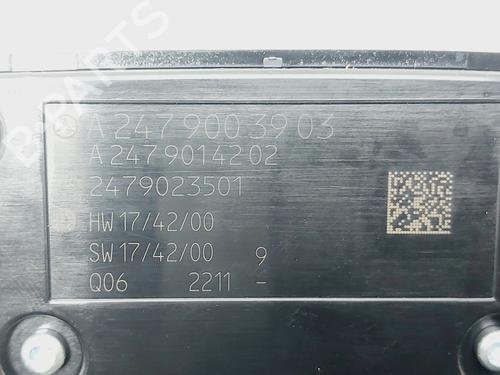 B-PARTS
A 247 900 39 03
A 247 901 42 02
2479023501
HW 17/42/00
SW 17/42/00 9
Q06 2211 -